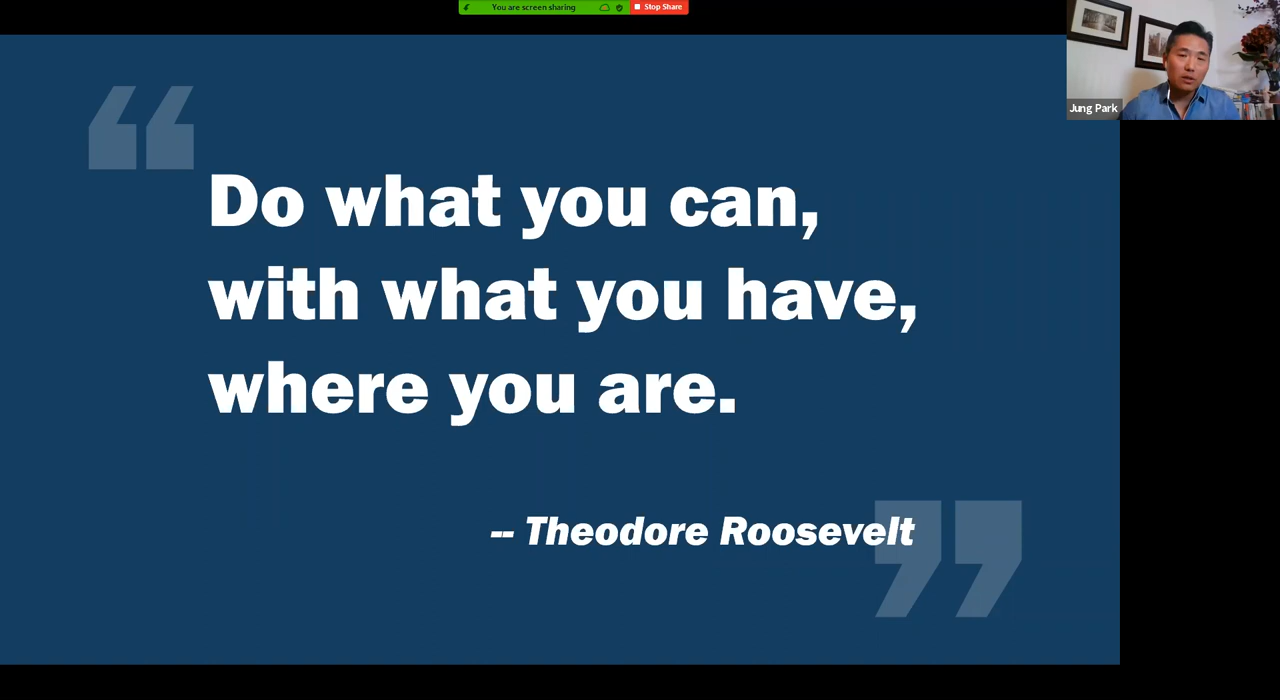 You are screen sharing
Stop Share
Jung Park
“
Do what you can,
with what you have,
where you are.
-- Theodore Roosevelt
”